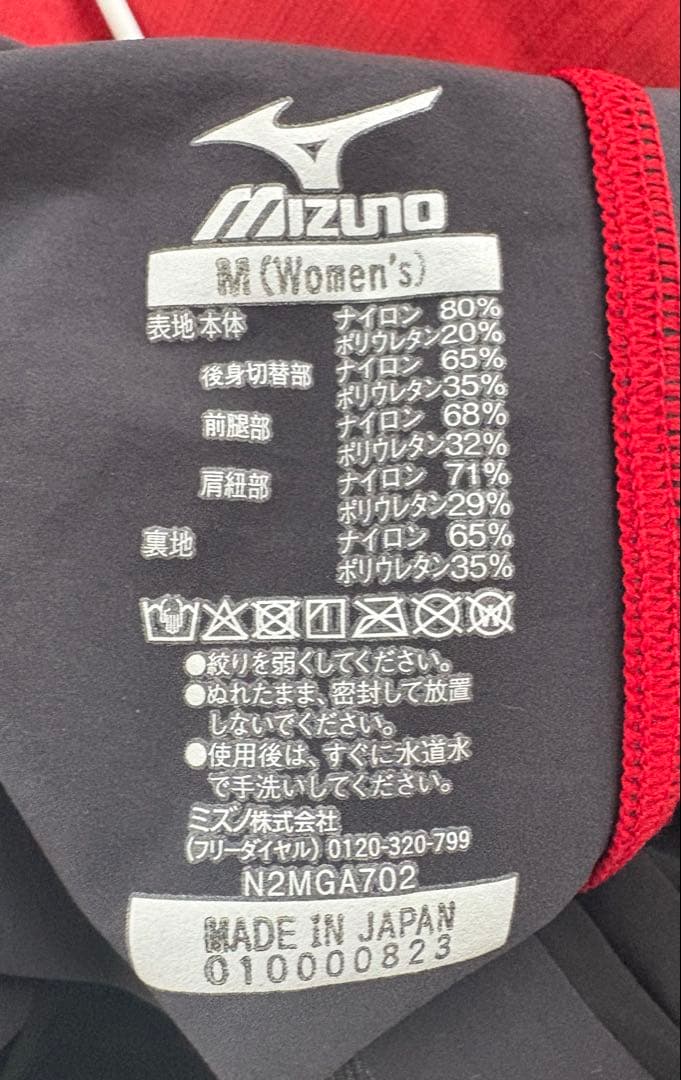 MIZUNO
M(Women's)
表地 本体 ナイロン 80%
ポリウレタン20%
後身切替部 ナイロン 65%
ポリウレタン35%
前腿部 ナイロン 68%
ポリウレタン32%
肩紐部 ナイロン 71%
ポリウレタン29%
裏地 ナイロン 65%
ポリウレタン35%
W
●絞りを弱くしてください。
●ぬれたまま、密封して放置
しないでください。
●使用後は、すぐに水道水
で手洗いしてください。
ミズノ株式会社
(フリーダイヤル) 0120-320-799
N2MGA702
MADE IN JAPAN
010000823